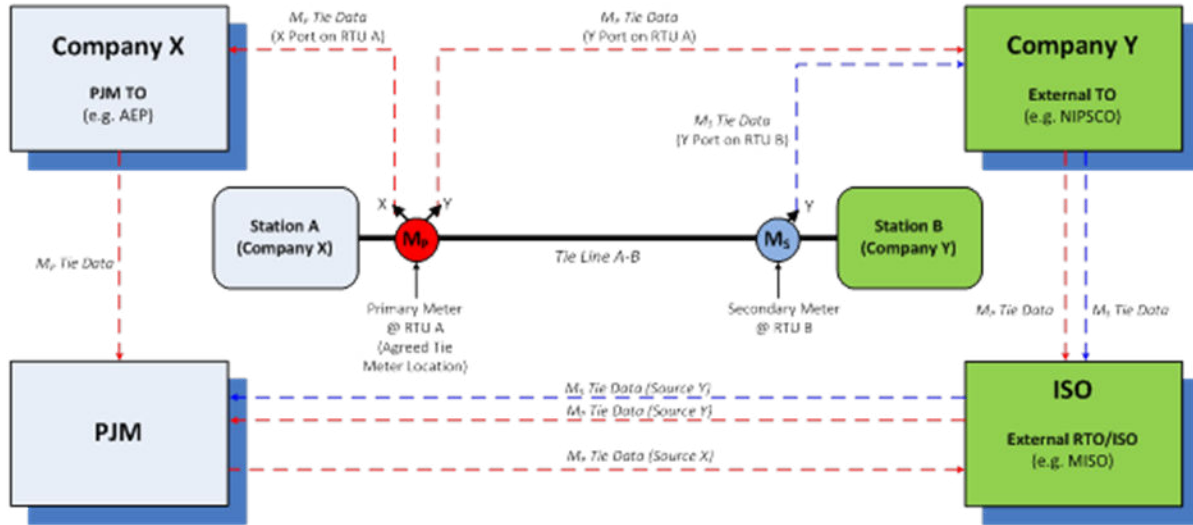 Mₚ Tie Data
(X Port on RTU A)
Mₚ Tie Data
(Y Port on RTU A)
Company X
PJM TO
(e.g. AEP)
Company Y
External TO
(e.g. NIPSCO)
Mₛ Tie Data
(Y Port on RTU B)
X
Y
Y
Station A
(Company X)
Mₚ
Mₛ
Station B
(Company Y)
Tie Line A-B
Mₚ Tie Data
Primary Meter
@ RTU A
(Agreed Tie
Meter Location)
Secondary Meter
@ RTU B
Mₚ Tie Data
Mₛ Tie Data
PJM
Mₛ Tie Data (Source Y)
Mₚ Tie Data (Source Y)
Mₚ Tie Data (Source X)
ISO
External RTO/ISO
(e.g. MISO)